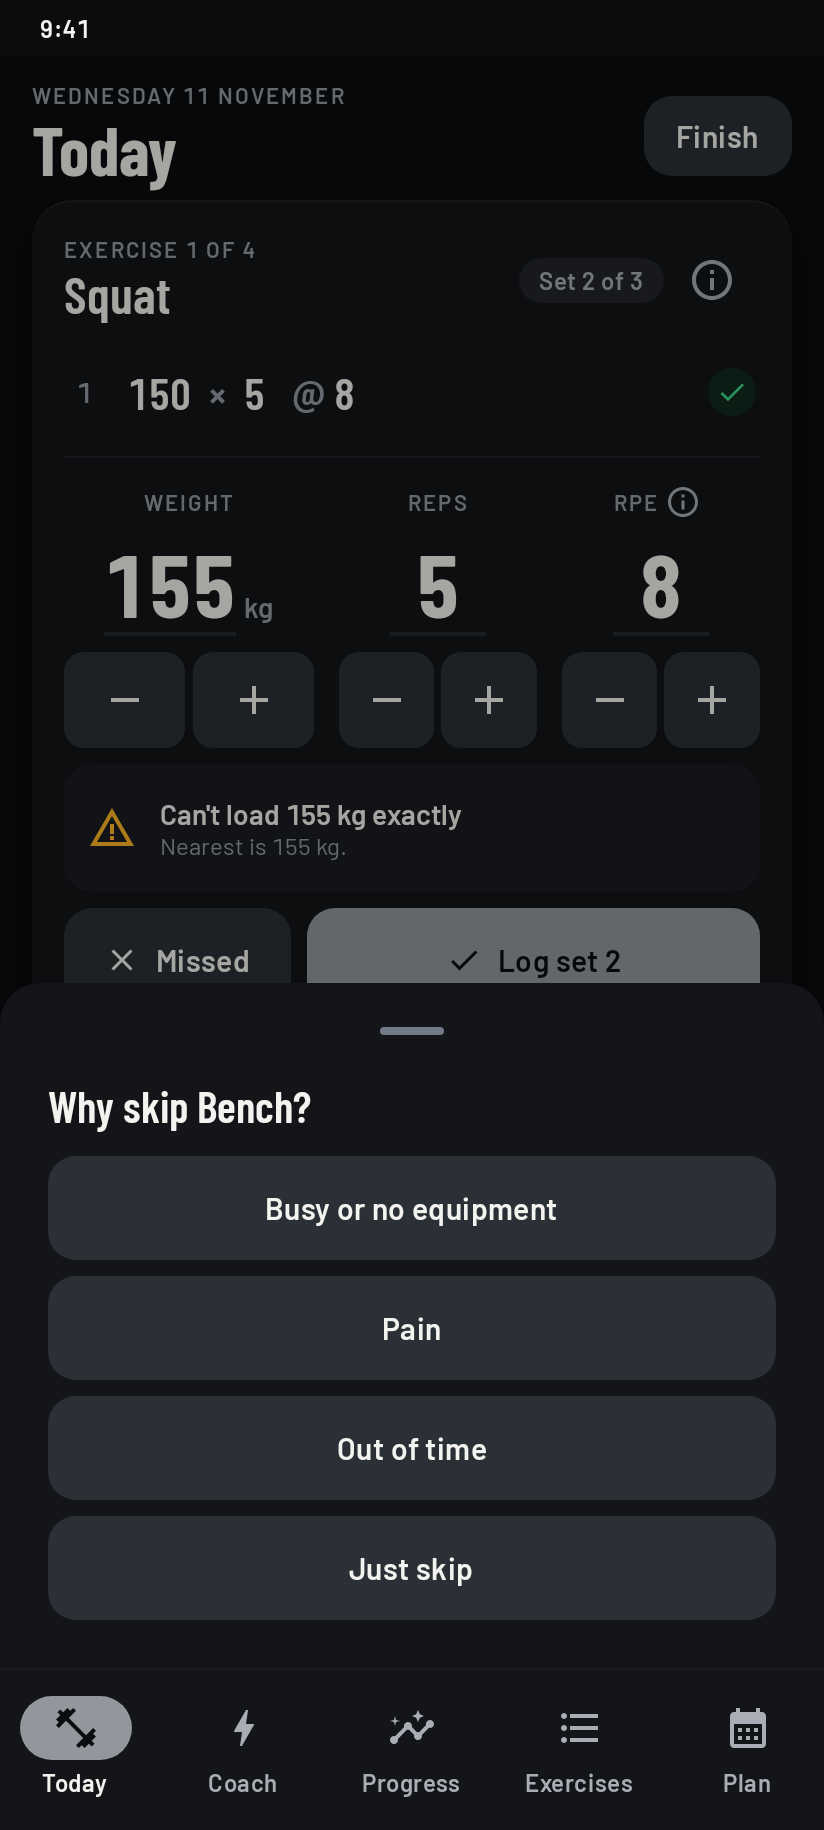 9:41
WEDNESDAY 11 NOVEMBER
Today
Finish
EXERCISE 1 OF 4
Squat
Set 2 of 3
1 150 × 5 @ 8
WEIGHT REPS RPE
155 kg 5 8
Can't load 155 kg exactly
Nearest is 155 kg.
Missed Log set 2
Why skip Bench?
Busy or no equipment
Pain
Out of time
Just skip
Today Coach Progress Exercises Plan